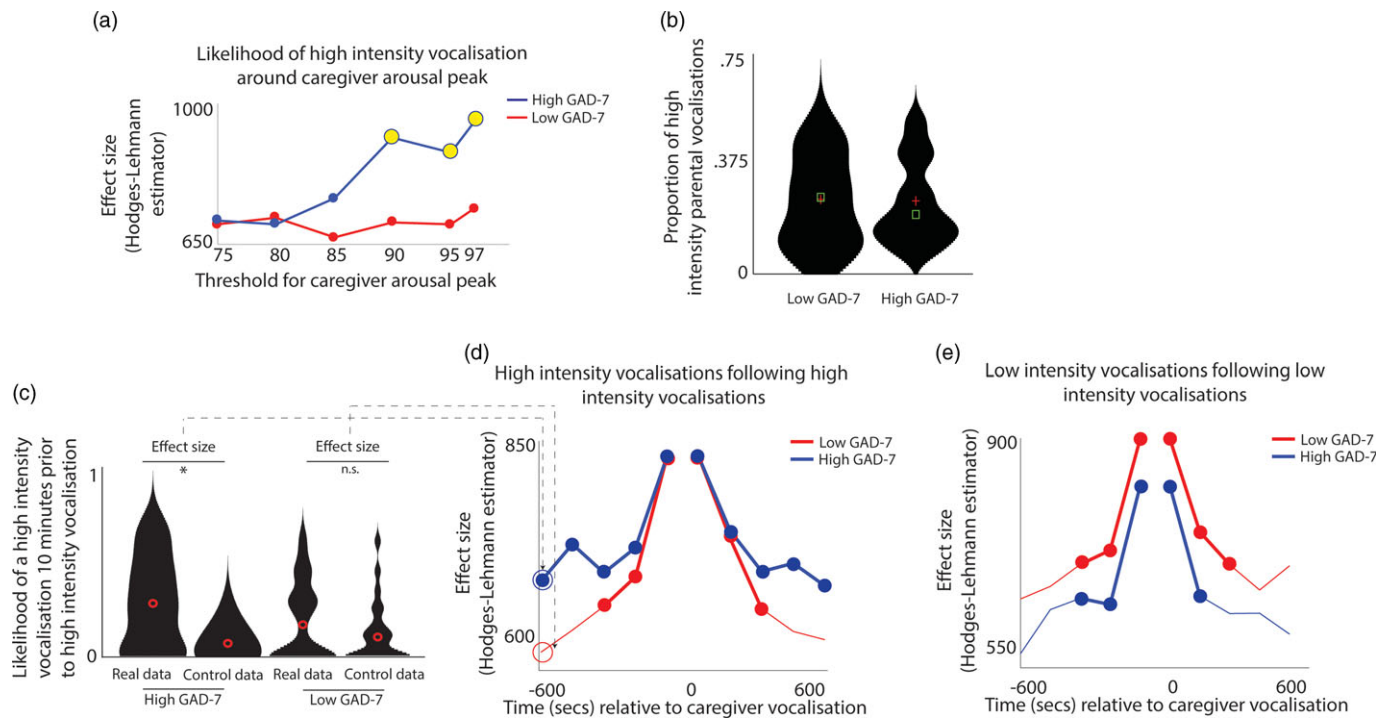 (a)
Likelihood of high intensity vocalisation
around caregiver arousal peak
High GAD-7
Low GAD-7
Effect size
(Hodges-Lehmann
estimator)
1000
650
75 80 85 90 95 97
Threshold for caregiver arousal peak
(b)
Proportion of high
intensity parental vocalisations
.75
.375
0
Low GAD-7 High GAD-7
(c)
Likelihood of a high intensity
vocalisation 10 minutes prior
to high intensity vocalisation
1
0
Effect size
*
Effect size
n.s.
Real data Control data Real data Control data
High GAD-7 Low GAD-7
(d)
High intensity vocalisations following high
intensity vocalisations
Low GAD-7
High GAD-7
Effect size
(Hodges-Lehmann estimator)
850
600
-600 0 600
Time (secs) relative to caregiver vocalisation
(e)
Low intensity vocalisations following low
intensity vocalisations
Low GAD-7
High GAD-7
Effect size
(Hodges-Lehmann estimator)
900
550
-600 0 600
Time (secs) relative to caregiver vocalisation